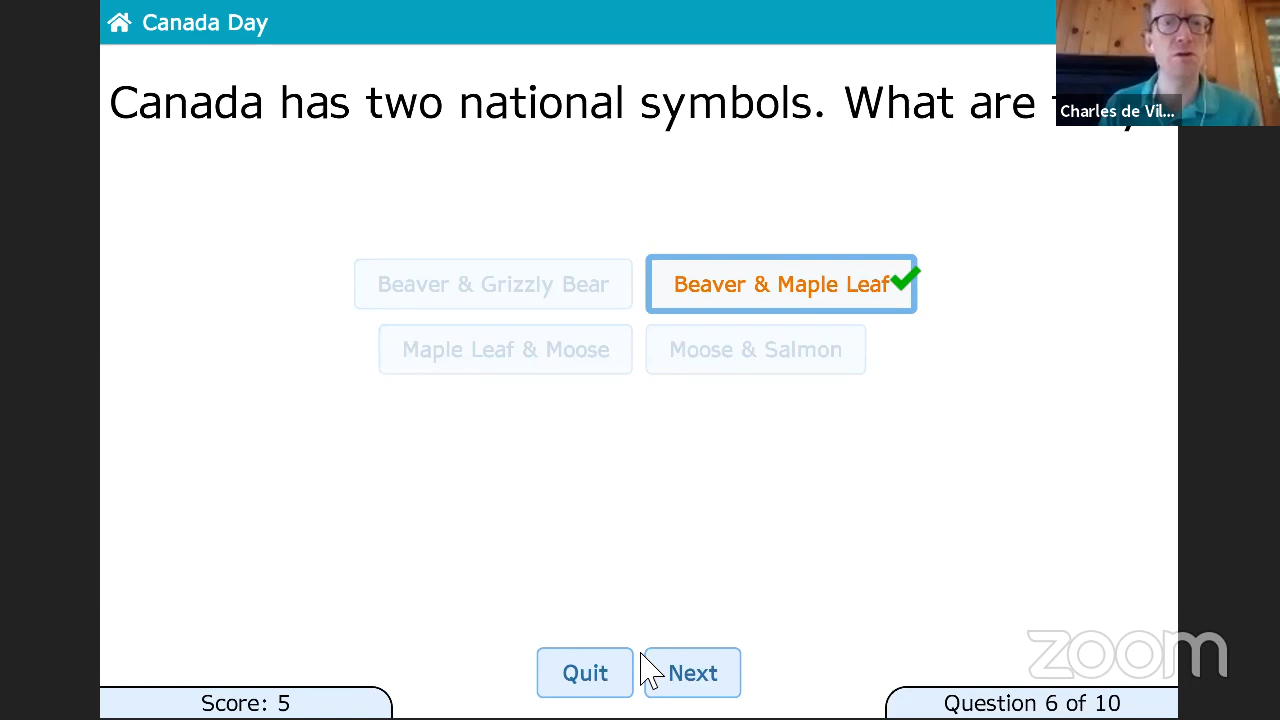 Canada Day
Canada has two national symbols. What are
Charles de Vil...
Beaver & Grizzly Bear
Beaver & Maple Leaf
Maple Leaf & Moose
Moose & Salmon
Quit
Next
zoom
Score: 5
Question 6 of 10